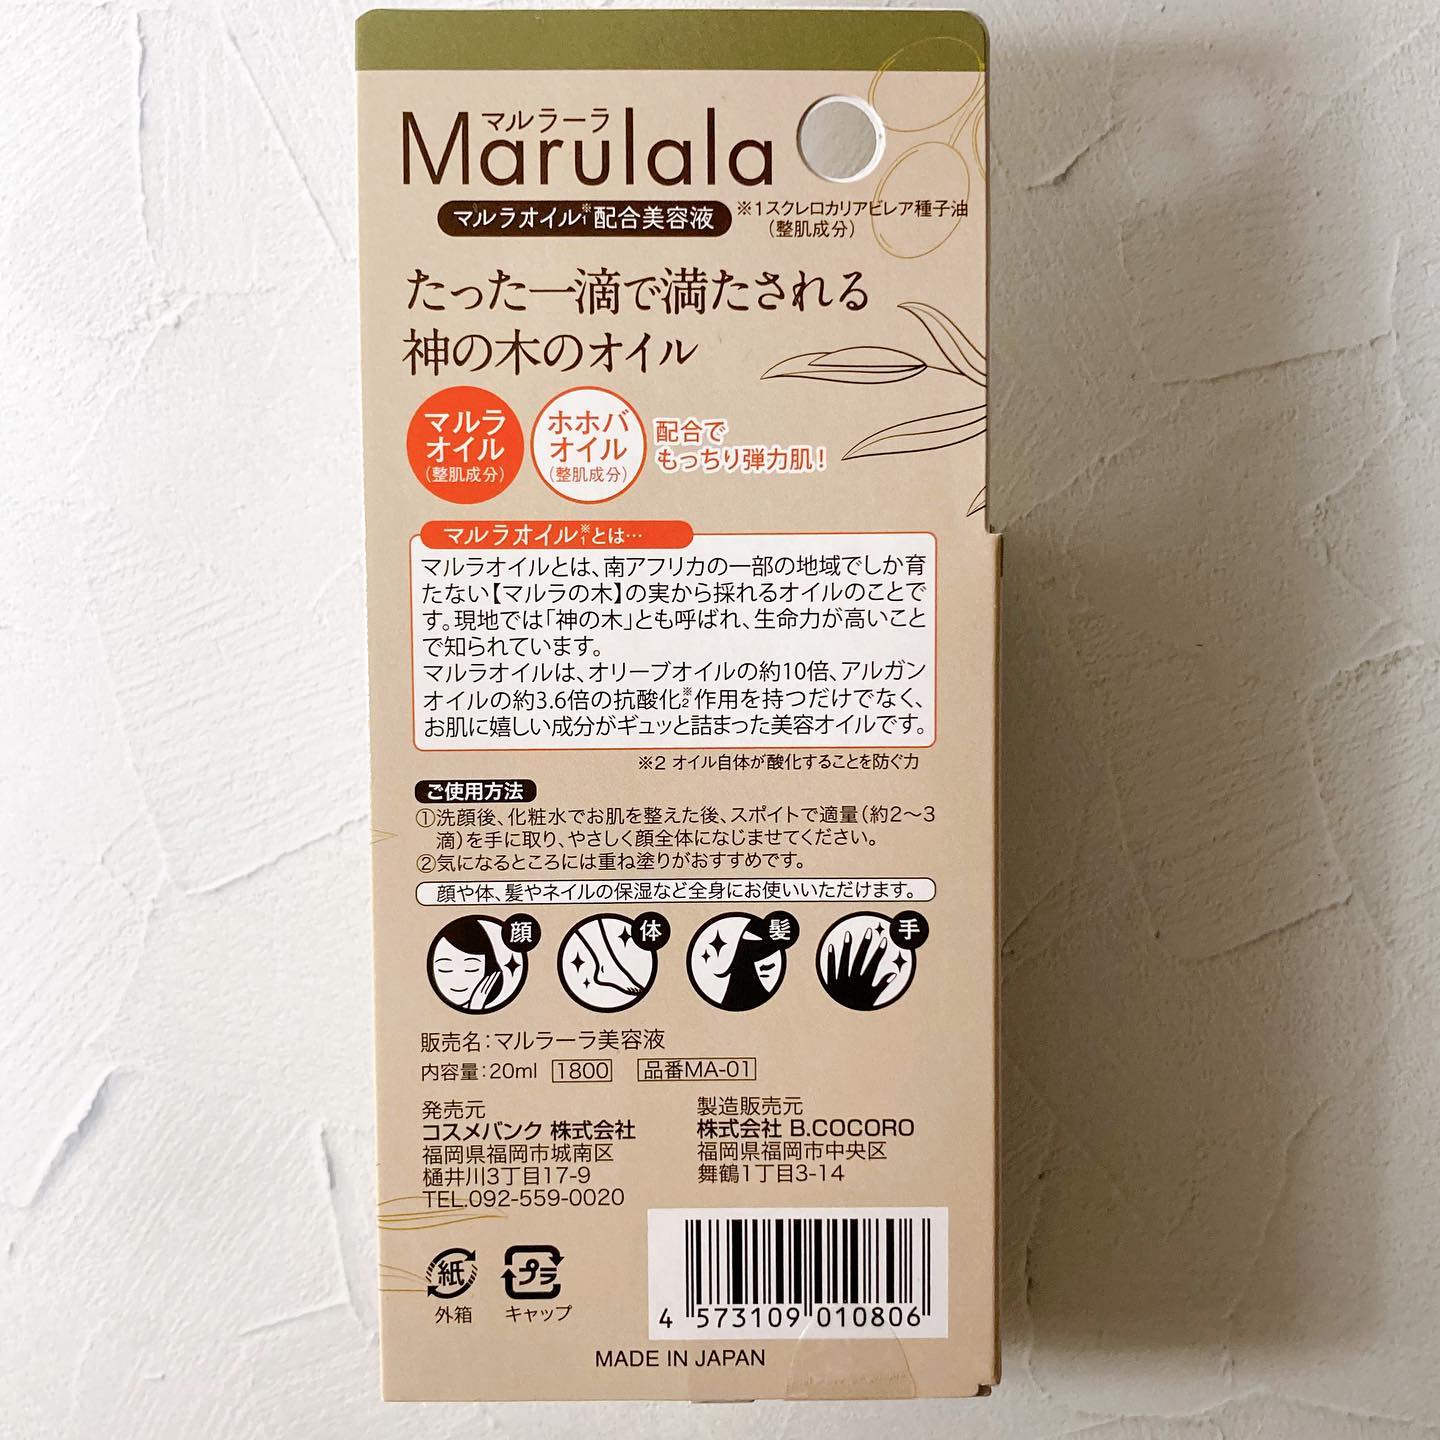 マルラーラ
Marulala
マルラオイル※1配合美容液
※1スクレロカリアビレア種子油
(整肌成分)
たった一滴で満たされる
神の木のオイル
マルラ
オイル
(整肌成分)
ホホバ
オイル
(整肌成分)
配合で
もっちり弾力肌!
マルラオイル※1とは…
マルラオイルとは、南アフリカの一部の地域でしか育
たない【マルラの木】の実から採れるオイルのことで
す。現地では「神の木」とも呼ばれ、生命力が高いこと
で知られています。
マルラオイルは、オリーブオイルの約10倍、アルガン
オイルの約3.6倍の抗酸化※2作用を持つだけでなく、
お肌に嬉しい成分がギュッと詰まった美容オイルです。
※2 オイル自体が酸化することを防ぐ力
ご使用方法
①洗顔後、化粧水でお肌を整えた後、スポイトで適量(約2〜3
滴)を手に取り、やさしく顔全体になじませてください。
②気になるところには重ね塗りがおすすめです。
顔や体、髪やネイルの保湿など全身にお使いいただけます。
顔
体
髪
手
販売名:マルラーラ美容液
内容量:20ml 1800 品番MA-01
発売元
コスメバンク 株式会社
福岡県福岡市城南区
樋井川3丁目17-9
TEL.092-559-0020
製造販売元
株式会社 B.COCORO
福岡県福岡市中央区
舞鶴1丁目3-14
紙
外箱
プラ
キャップ
4 573109 010806
MADE IN JAPAN